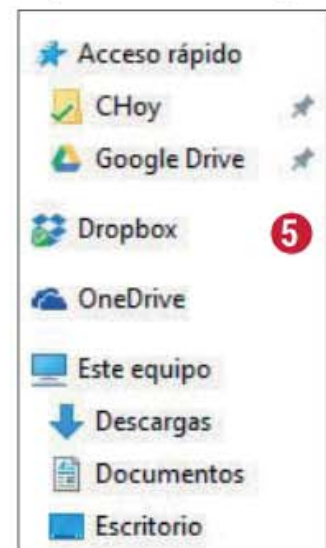 Acceso rápido
CHoy
Google Drive
Dropbox 5
OneDrive
Este equipo
Descargas
Documentos
Escritorio